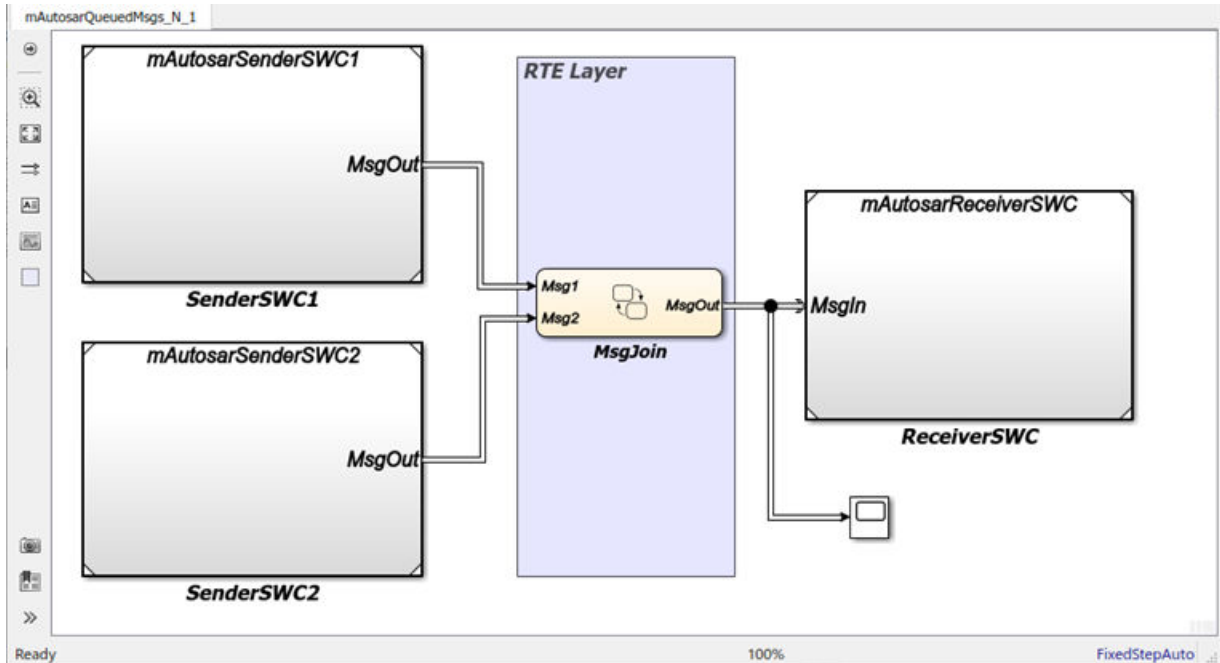 mAutosarQueuedMsgs_N_1
mAutosarSenderSWC1
MsgOut
SenderSWC1
mAutosarSenderSWC2
MsgOut
SenderSWC2
RTE Layer
Msg1
Msg2
MsgOut
MsgJoin
mAutosarReceiverSWC
MsgIn
ReceiverSWC
Ready
100%
FixedStepAuto